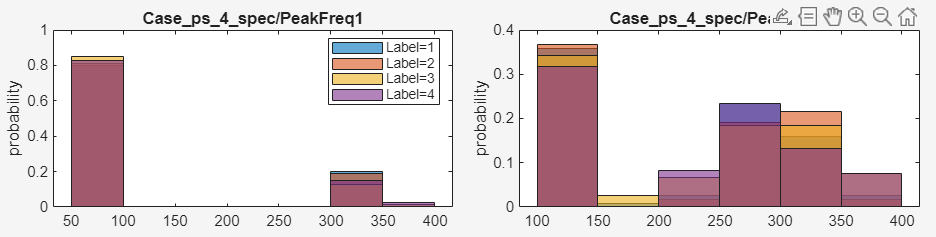 Case_ps_4_spec/PeakFreq1
1
0.8
0.6
0.4
0.2
0
probability
50 100 150 200 250 300 350 400
Label=1
Label=2
Label=3
Label=4
Case_ps_4_spec/Pea
0.4
0.3
0.2
0.1
0
probability
100 150 200 250 300 350 400